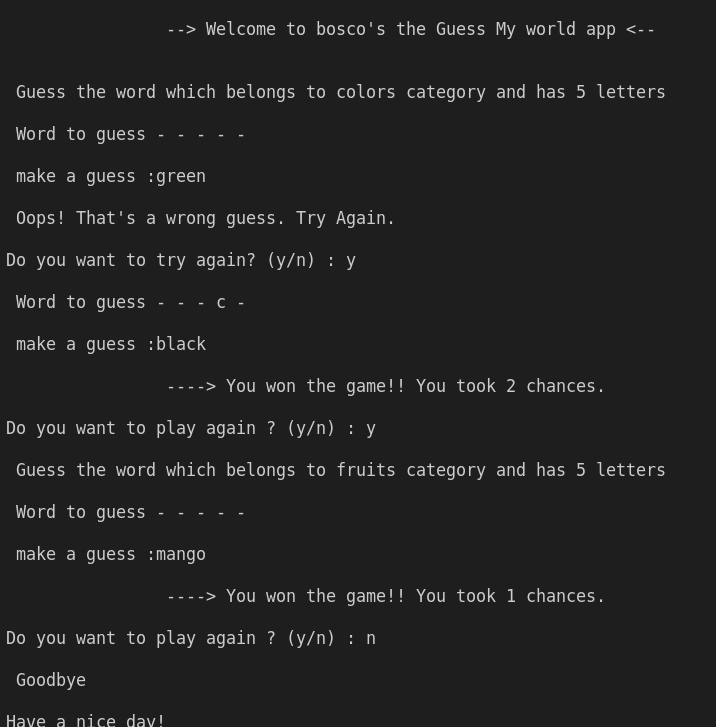 --> Welcome to bosco's the Guess My world app <--
Guess the word which belongs to colors category and has 5 letters
Word to guess - - - - -
make a guess :green
Oops! That's a wrong guess. Try Again.
Do you want to try again? (y/n) : y
Word to guess - - - c -
make a guess :black
----> You won the game!! You took 2 chances.
Do you want to play again ? (y/n) : y
Guess the word which belongs to fruits category and has 5 letters
Word to guess - - - - -
make a guess :mango
----> You won the game!! You took 1 chances.
Do you want to play again ? (y/n) : n
Goodbye
Have a nice day!